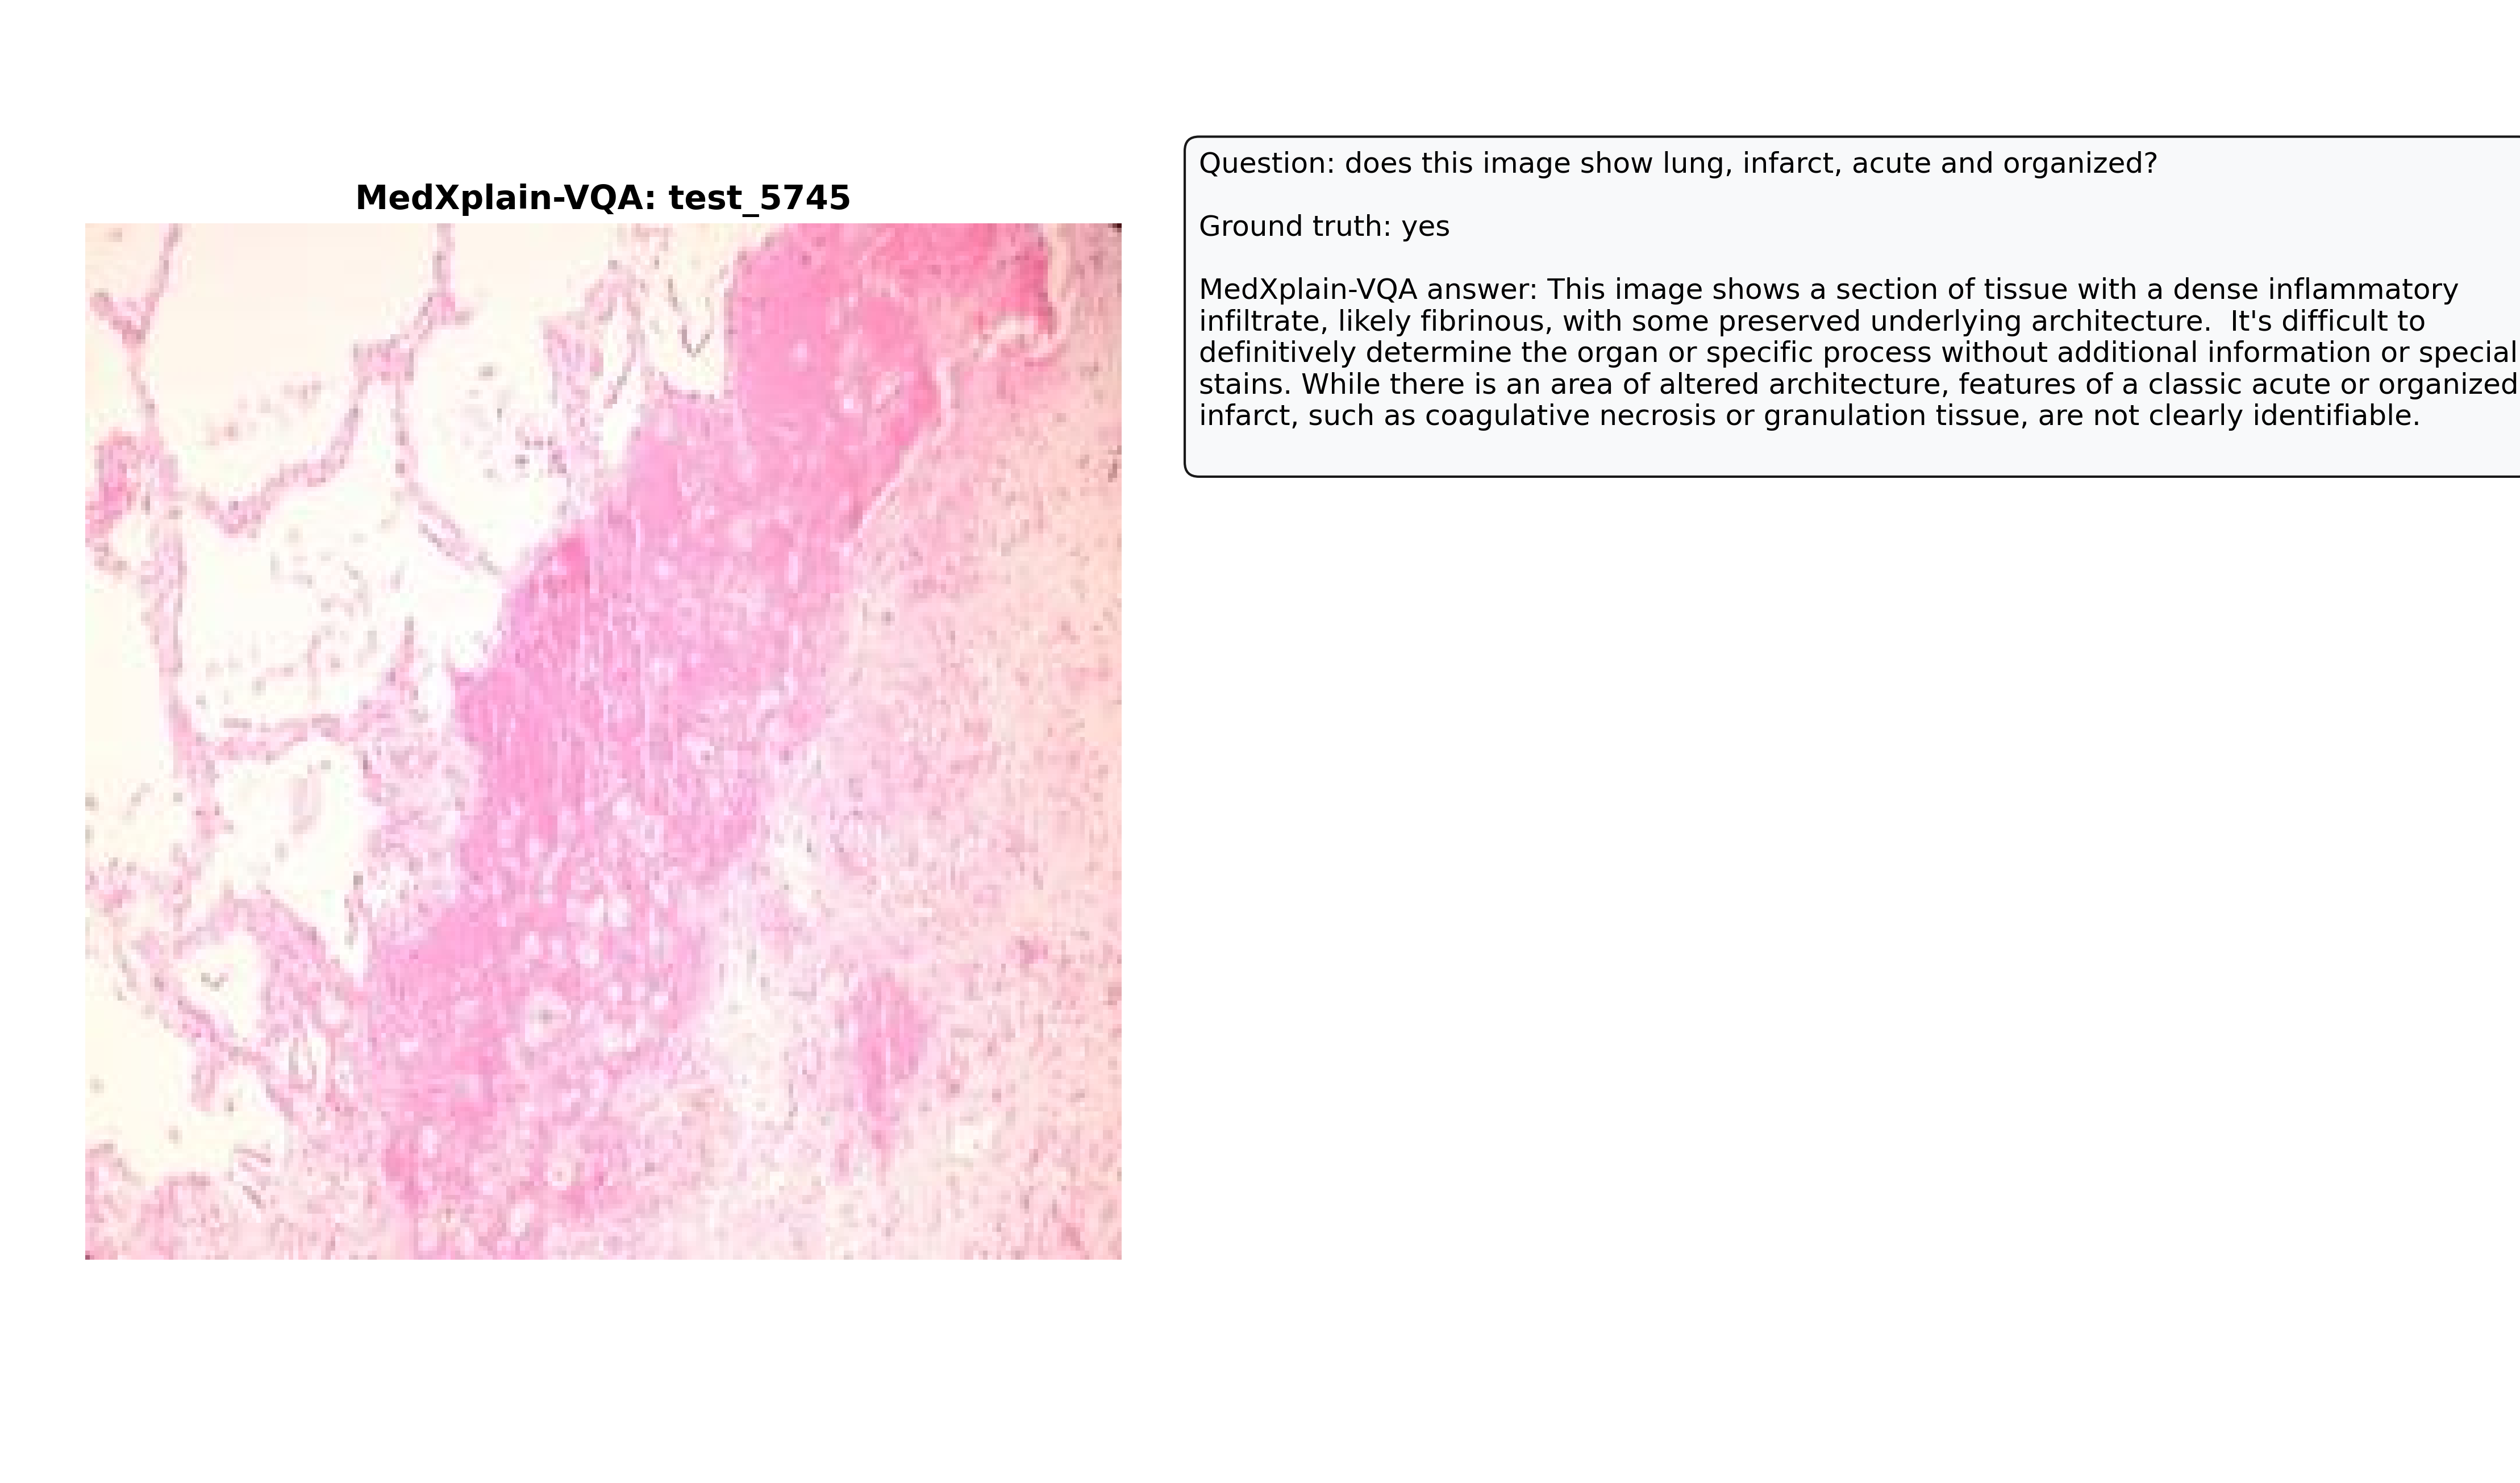 MedXplain-VQA: test_5745
Question: does this image show lung, infarct, acute and organized?
Ground truth: yes
MedXplain-VQA answer: This image shows a section of tissue with a dense inflammatory
infiltrate, likely fibrinous, with some preserved underlying architecture.  It's difficult to
definitively determine the organ or specific process without additional information or special
stains. While there is an area of altered architecture, features of a classic acute or organized
infarct, such as coagulative necrosis or granulation tissue, are not clearly identifiable.